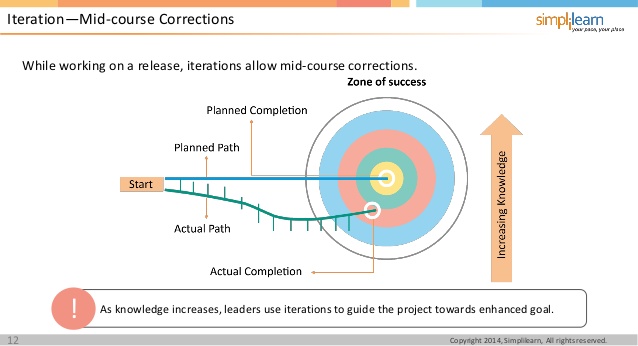 Iteration—Mid-course Corrections
simplilearn
your pace, your place
While working on a release, iterations allow mid-course corrections.
Zone of success
Planned Completion
Planned Path
Start
Actual Path
Actual Completion
Increasing Knowledge
! As knowledge increases, leaders use iterations to guide the project towards enhanced goal.
12
Copyright 2014, Simplilearn, All rights reserved.